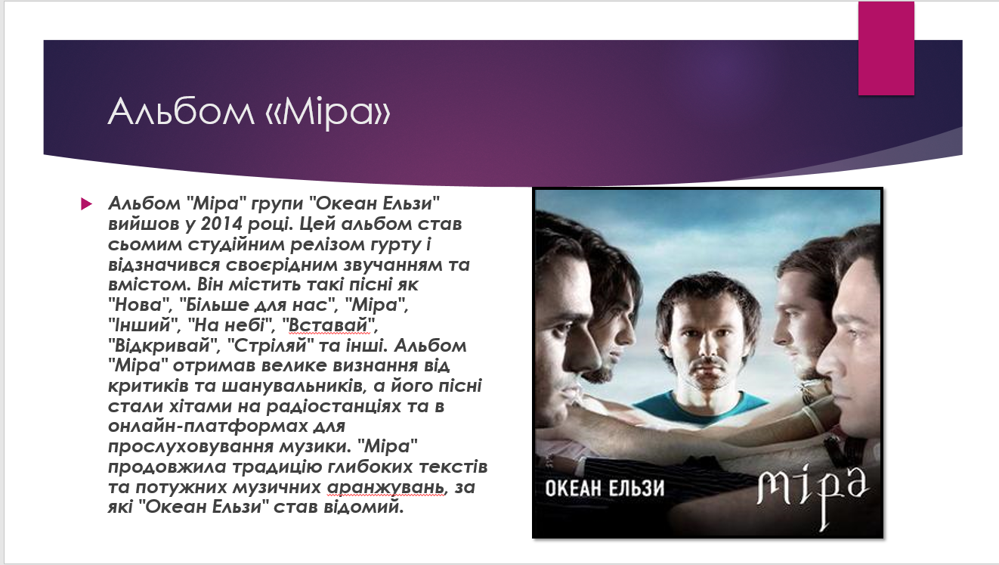 Альбом «Міра»
Альбом "Міра" групи "Океан Ельзи"
вийшов у 2014 році. Цей альбом став
сьомим студійним релізом гурту і
відзначився своєрідним звучанням та
вмістом. Він містить такі пісні як
"Нова", "Більше для нас", "Міра",
"Інший", "На небі", "Вставай",
"Відкривай", "Стріляй" та інші. Альбом
"Міра" отримав велике визнання від
критиків та шанувальників, а його пісні
стали хітами на радіостанціях та в
онлайн-платформах для
прослуховування музики. "Міра"
продовжила традицію глибоких текстів
та потужних музичних аранжувань, за
які "Океан Ельзи" став відомий.
ОКЕАН ЕЛЬЗИ
міра